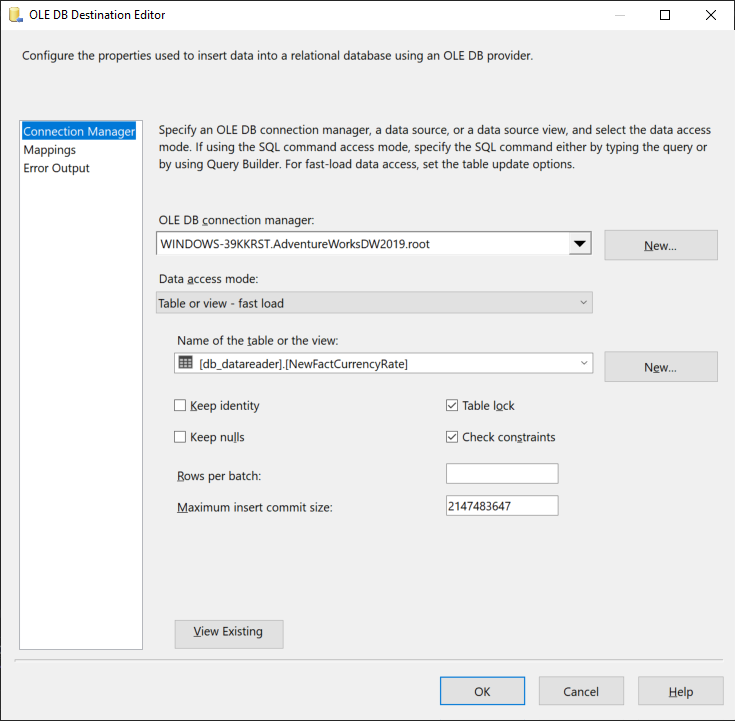 OLE DB Destination Editor
Configure the properties used to insert data into a relational database using an OLE DB provider.
Connection Manager
Mappings
Error Output
Specify an OLE DB connection manager, a data source, or a data source view, and select the data access
mode. If using the SQL command access mode, specify the SQL command either by typing the query or
by using Query Builder. For fast-load data access, set the table update options.
OLE DB connection manager:
WINDOWS-39KKRST.AdventureWorksDW2019.root
New...
Data access mode:
Table or view - fast load
Name of the table or the view:
[db_datareader].[NewFactCurrencyRate]
New...
Keep identity
Table lock
Keep nulls
Check constraints
Rows per batch:
Maximum insert commit size:
2147483647
View Existing
OK
Cancel
Help